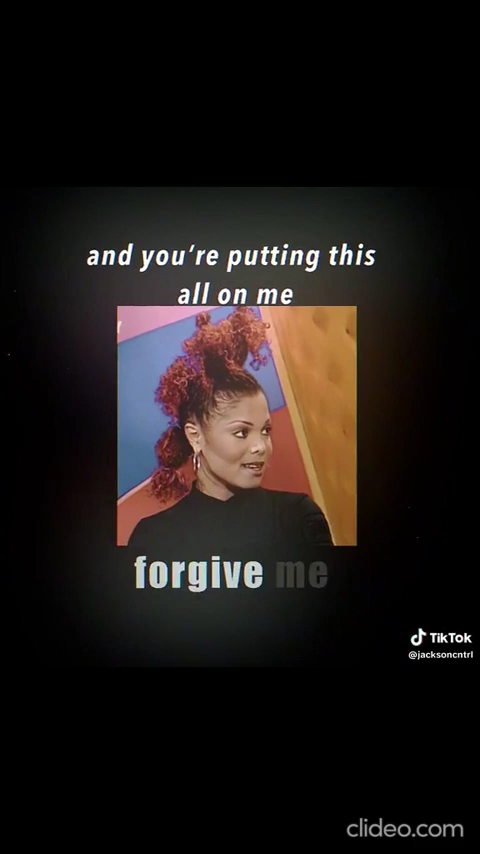 and you're putting this
all on me
forgive me
TikTok
@jacksoncntrl
clideo.com